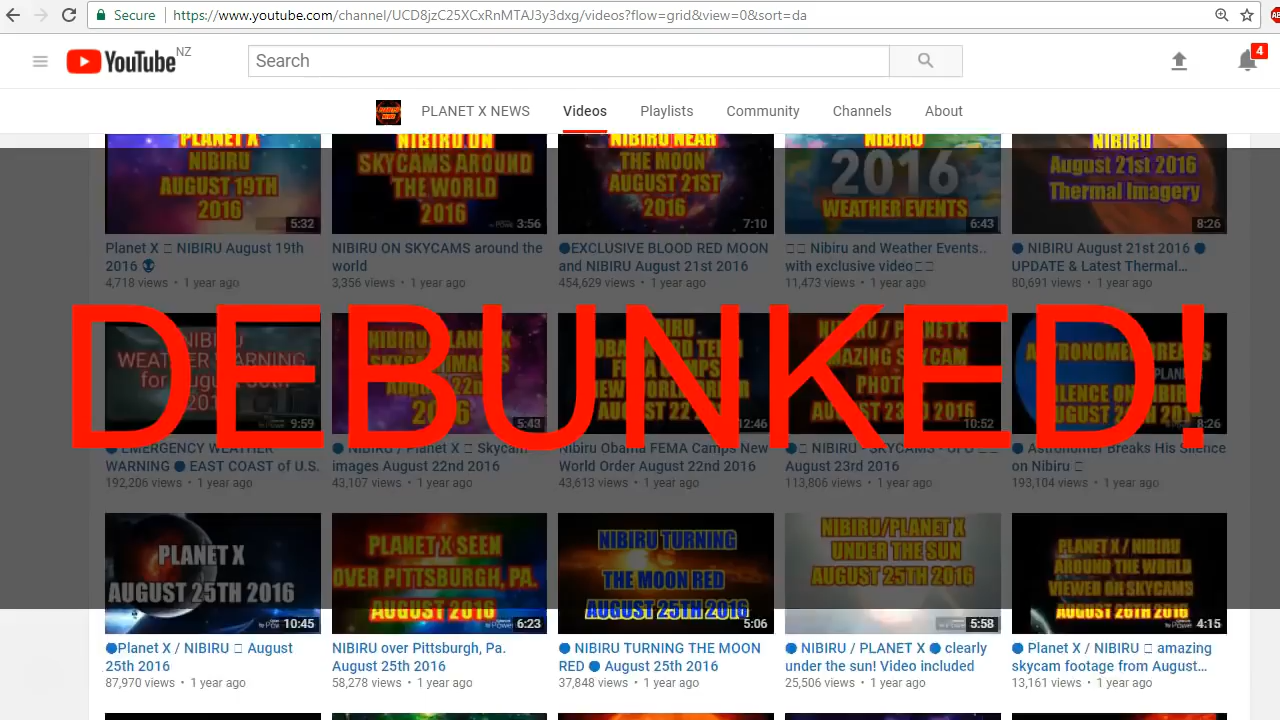 Secure https://www.youtube.com/channel/UCD8jzC25XCxRnMTAJ3y3dxg/videos?flow=grid&view=0&sort=da
YouTube NZ
Search
4
PLANET X NEWS Videos Playlists Community Channels About
PLANET X
NIBIRU
AUGUST 19TH
2016
5:32
NIBIRU ON
SKYCAMS AROUND
THE WORLD
2016
3:56
NIBIRU NEAR
THE MOON
AUGUST 21ST
2016
7:10
NIBIRU
2016
WEATHER EVENTS
6:43
NIBIRU
August 21st 2016
Thermal Imagery
8:26
Planet X NIBIRU August 19th
2016
4,718 views • 1 year ago
NIBIRU ON SKYCAMS around the
world
3,356 views • 1 year ago
EXCLUSIVE BLOOD RED MOON
and NIBIRU August 21st 2016
454,629 views • 1 year ago
Nibiru and Weather Events..
with exclusive video
11,473 views • 1 year ago
NIBIRU August 21st 2016
UPDATE & Latest Thermal...
80,691 views • 1 year ago
DEBUNKED!
NIBIRU
WEATHER WARNING
for
9:59
2016
5:43
12:46
10:52
8:26
EMERGENCY WEATHER
WARNING EAST COAST of U.S.
192,206 views • 1 year ago
NIBIRU / Planet X Skycam
images August 22nd 2016
43,107 views • 1 year ago
Nibiru Obama FEMA Camps New
World Order August 22nd 2016
43,613 views • 1 year ago
NIBIRU - SKYCAMS - UFO
August 23rd 2016
113,806 views • 1 year ago
Astronomer Breaks His Silence
on Nibiru
193,104 views • 1 year ago
PLANET X
AUGUST 25TH 2016
10:45
PLANET X SEEN
OVER PITTSBURGH, PA.
AUGUST 2016
6:23
NIBIRU TURNING
THE MOON RED
AUGUST 25TH 2016
5:06
NIBIRU/PLANET X
UNDER THE SUN
AUGUST 25TH 2016
5:58
PLANET X / NIBIRU
AROUND THE WORLD
VIEWED ON SKYCAMS
AUGUST 26TH 2016
4:15
Planet X / NIBIRU August
25th 2016
87,970 views • 1 year ago
NIBIRU over Pittsburgh, Pa.
August 25th 2016
58,278 views • 1 year ago
NIBIRU TURNING THE MOON
RED August 25th 2016
37,848 views • 1 year ago
NIBIRU / PLANET X clearly
under the sun! Video included
25,506 views • 1 year ago
Planet X / NIBIRU amazing
skycam footage from August...
13,161 views • 1 year ago